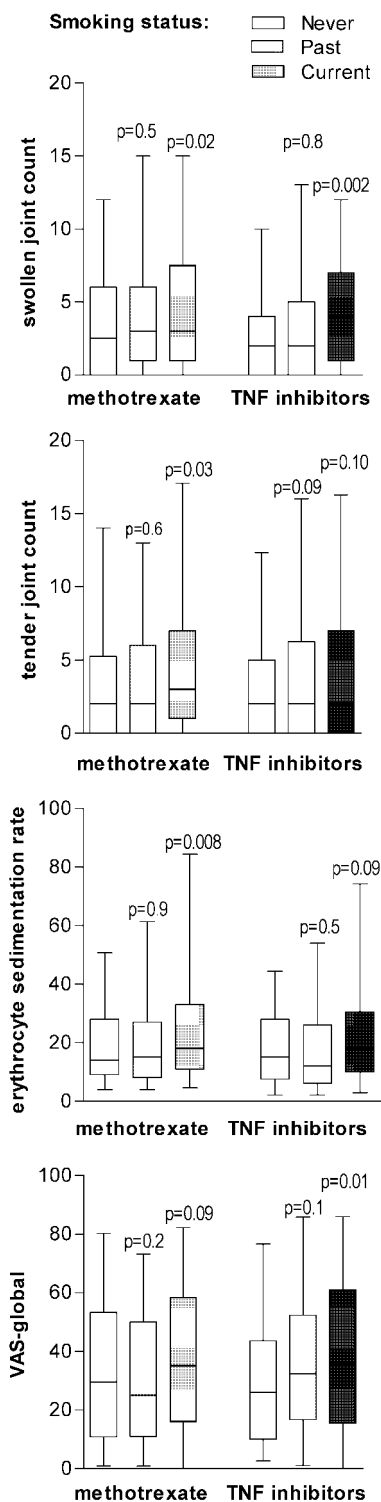 Smoking status:
Never
Past
Current
swollen joint count
20
15
10
5
0
p=0.5
p=0.02
p=0.8
p=0.002
methotrexate
TNF inhibitors
tender joint count
20
15
10
5
0
p=0.6
p=0.03
p=0.09
p=0.10
methotrexate
TNF inhibitors
erythrocyte sedimentation rate
100
80
60
40
20
0
p=0.9
p=0.008
p=0.5
p=0.09
methotrexate
TNF inhibitors
VAS-global
100
80
60
40
20
0
p=0.2
p=0.09
p=0.1
p=0.01
methotrexate
TNF inhibitors